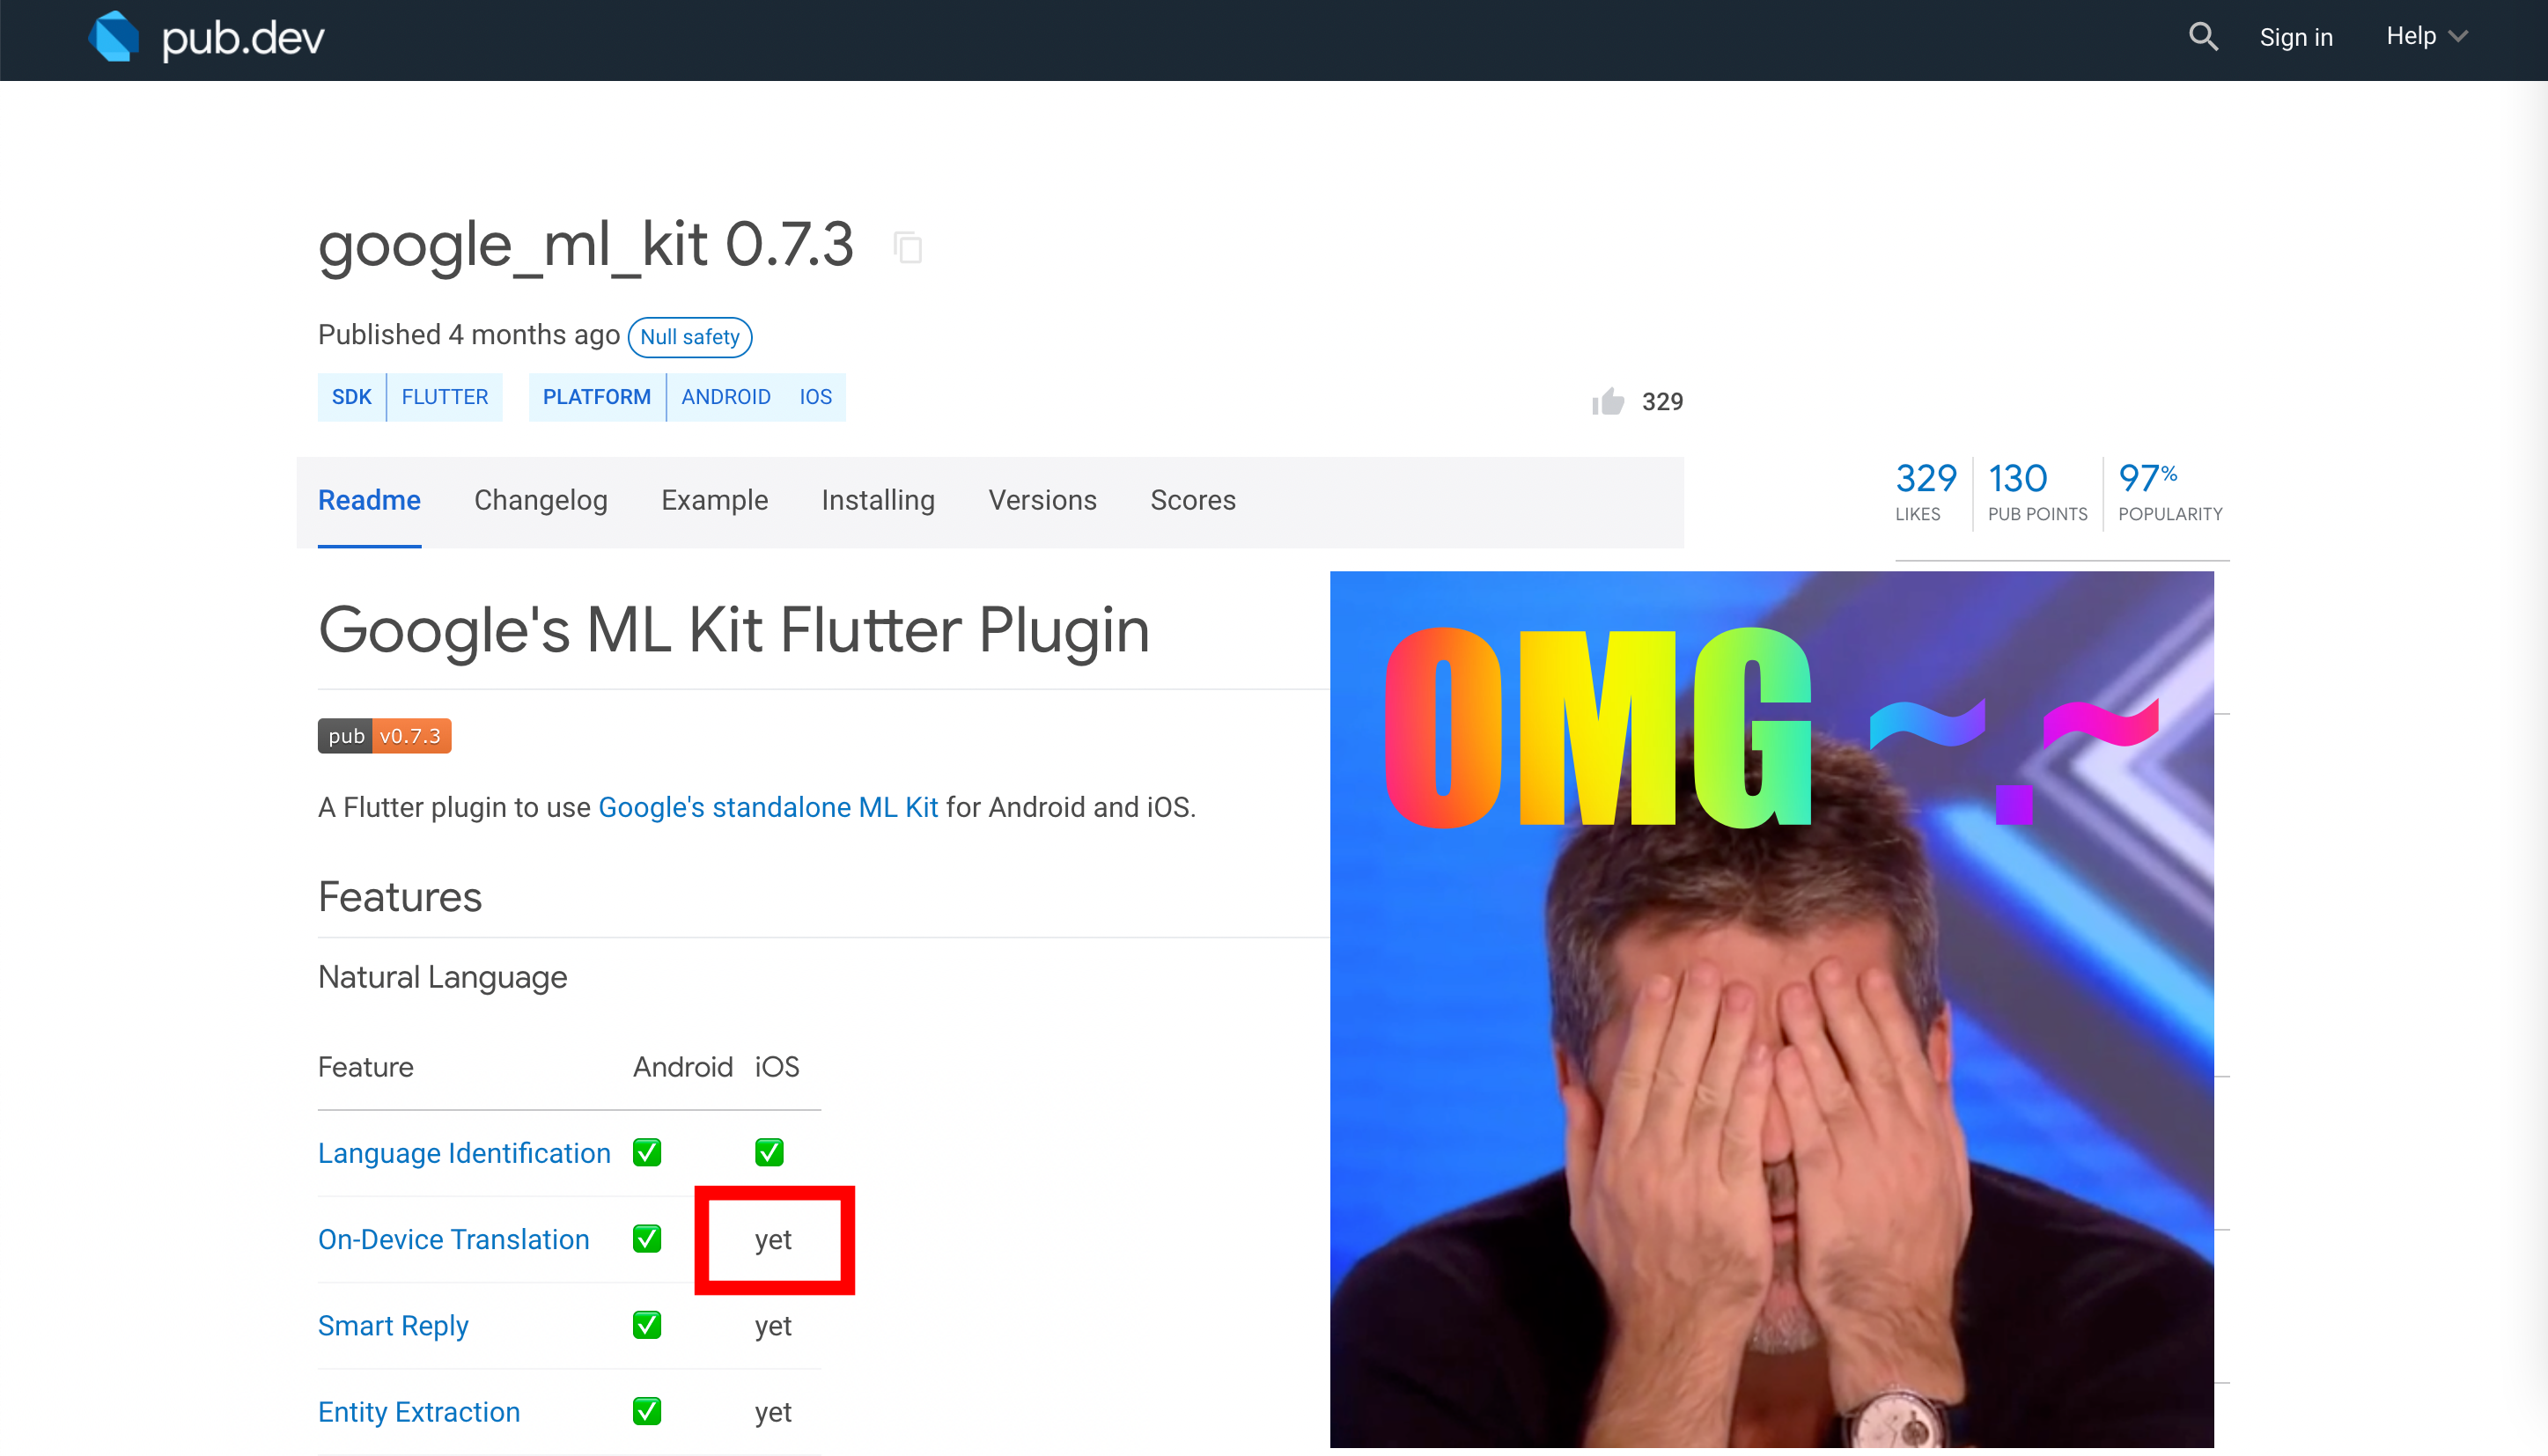 pub.dev
Sign in
Help
google_ml_kit 0.7.3
Published 4 months ago Null safety
SDK FLUTTER PLATFORM ANDROID IOS
329
Readme Changelog Example Installing Versions Scores
329 130 97%
LIKES PUB POINTS POPULARITY
Google's ML Kit Flutter Plugin
pub v0.7.3
A Flutter plugin to use Google's standalone ML Kit for Android and iOS.
Features
Natural Language
Feature Android iOS
Language Identification ✅ ✅
On-Device Translation ✅ yet
Smart Reply ✅ yet
Entity Extraction ✅ yet
OMG ~.~